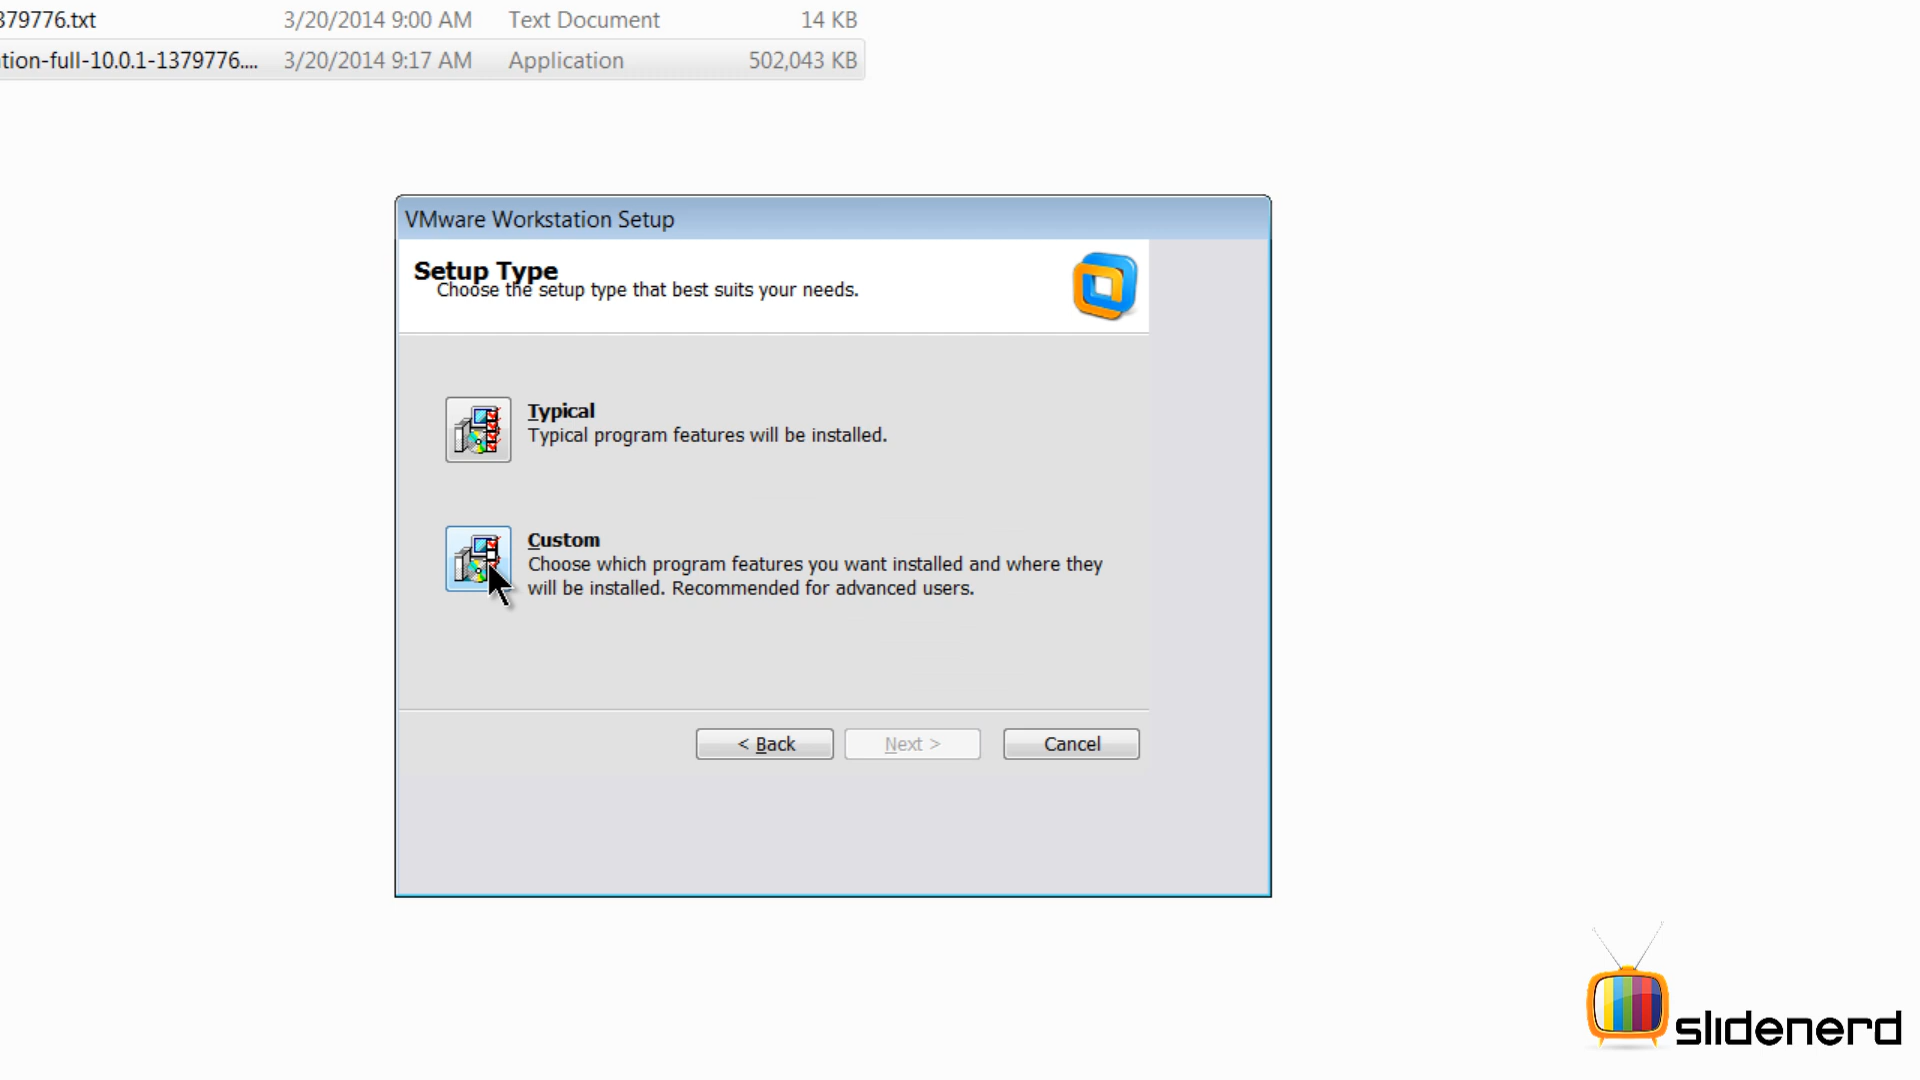 379776.txt 3/20/2014 9:00 AM Text Document 14 KB
tion-full-10.0.1-1379776.... 3/20/2014 9:17 AM Application 502,043 KB
VMware Workstation Setup
Setup Type
Choose the setup type that best suits your needs.
Typical
Typical program features will be installed.
Custom
Choose which program features you want installed and where they
will be installed. Recommended for advanced users.
< Back Next > Cancel
slidenerd